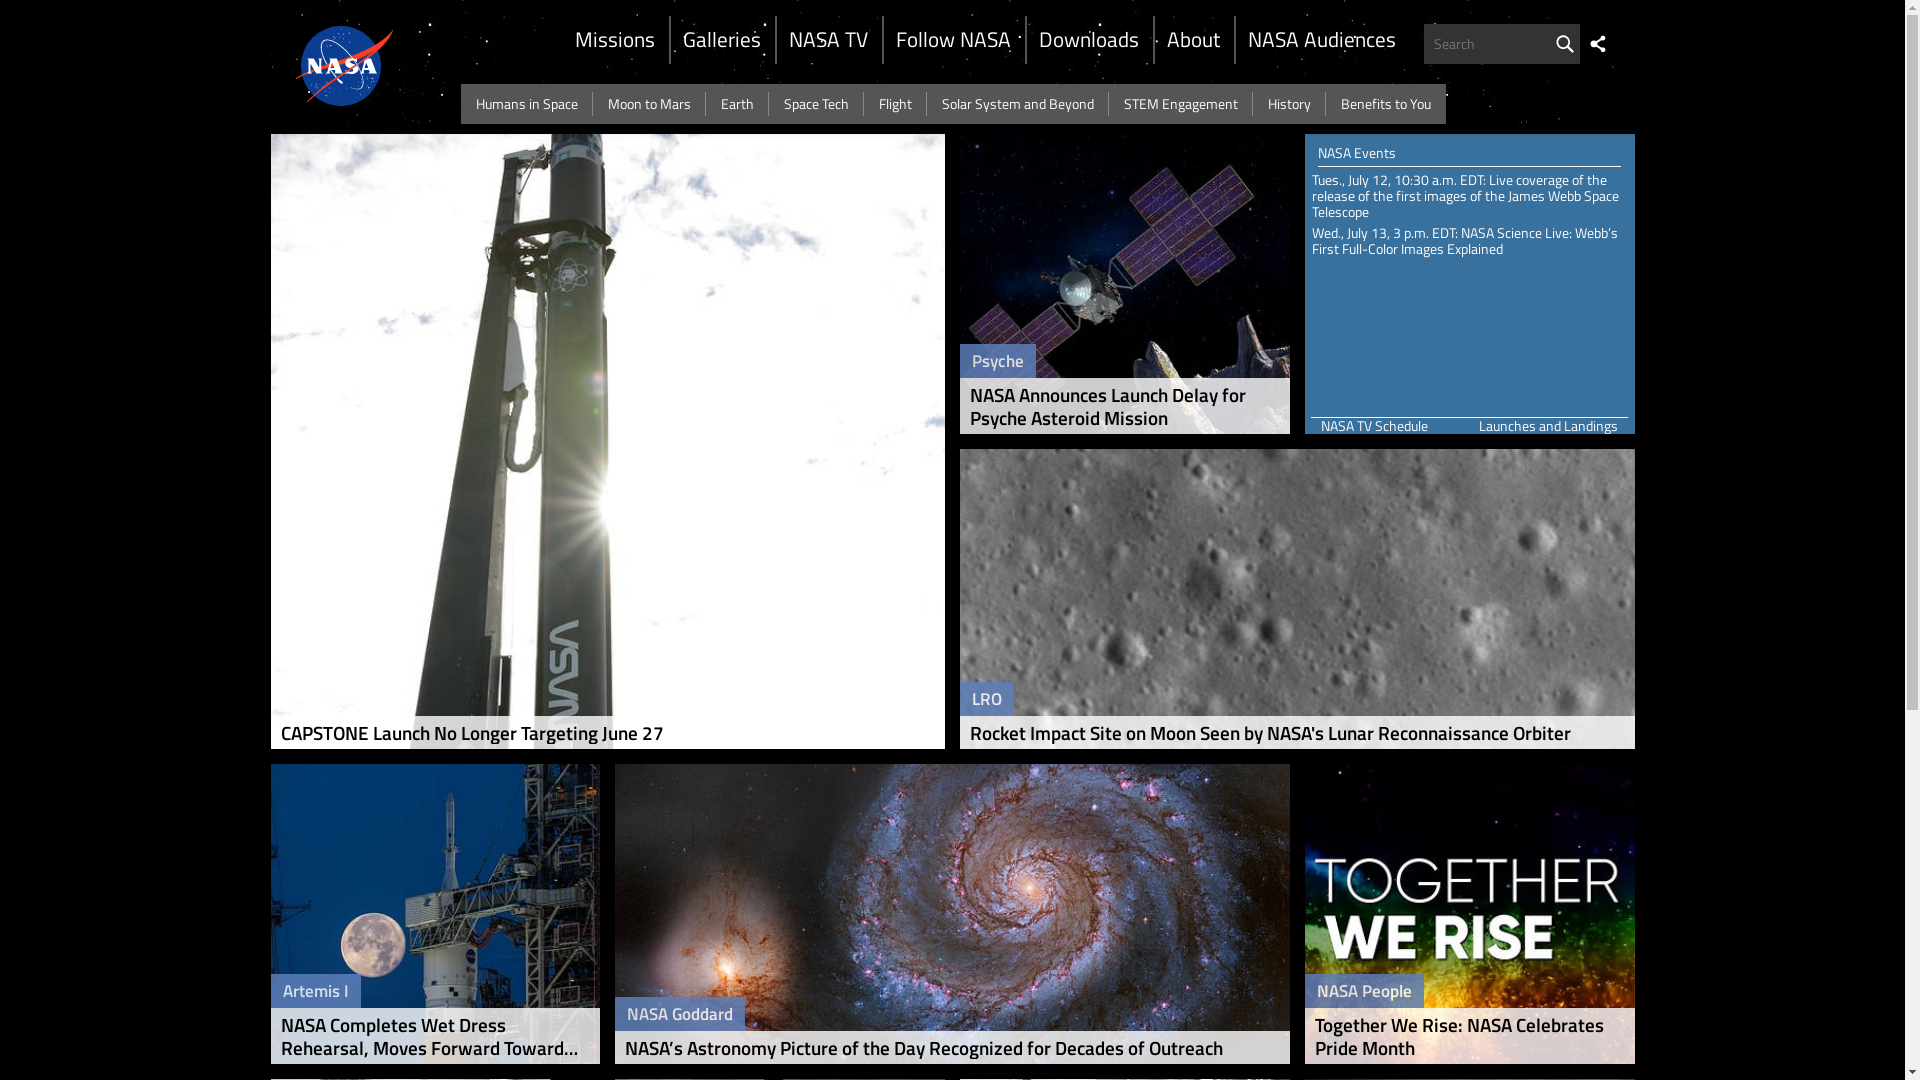 NASA
Missions
Galleries
NASA TV
Follow NASA
Downloads
About
NASA Audiences
Search
Humans in Space
Moon to Mars
Earth
Space Tech
Flight
Solar System and Beyond
STEM Engagement
History
Benefits to You
CAPSTONE Launch No Longer Targeting June 27
Psyche
NASA Announces Launch Delay for
Psyche Asteroid Mission
NASA Events
Tues., July 12, 10:30 a.m. EDT: Live coverage of the
release of the first images of the James Webb Space
Telescope
Wed., July 13, 3 p.m. EDT: NASA Science Live: Webb’s
First Full-Color Images Explained
NASA TV Schedule
Launches and Landings
LRO
Rocket Impact Site on Moon Seen by NASA's Lunar Reconnaissance Orbiter
Artemis I
NASA Completes Wet Dress
Rehearsal, Moves Forward Toward...
NASA Goddard
NASA’s Astronomy Picture of the Day Recognized for Decades of Outreach
TOGETHER
WE RISE
NASA People
Together We Rise: NASA Celebrates
Pride Month